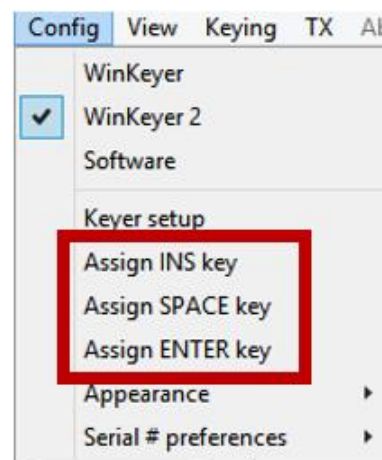 Config View Keying TX
WinKeyer
WinKeyer 2
Software
Keyer setup
Assign INS key
Assign SPACE key
Assign ENTER key
Appearance
Serial # preferences